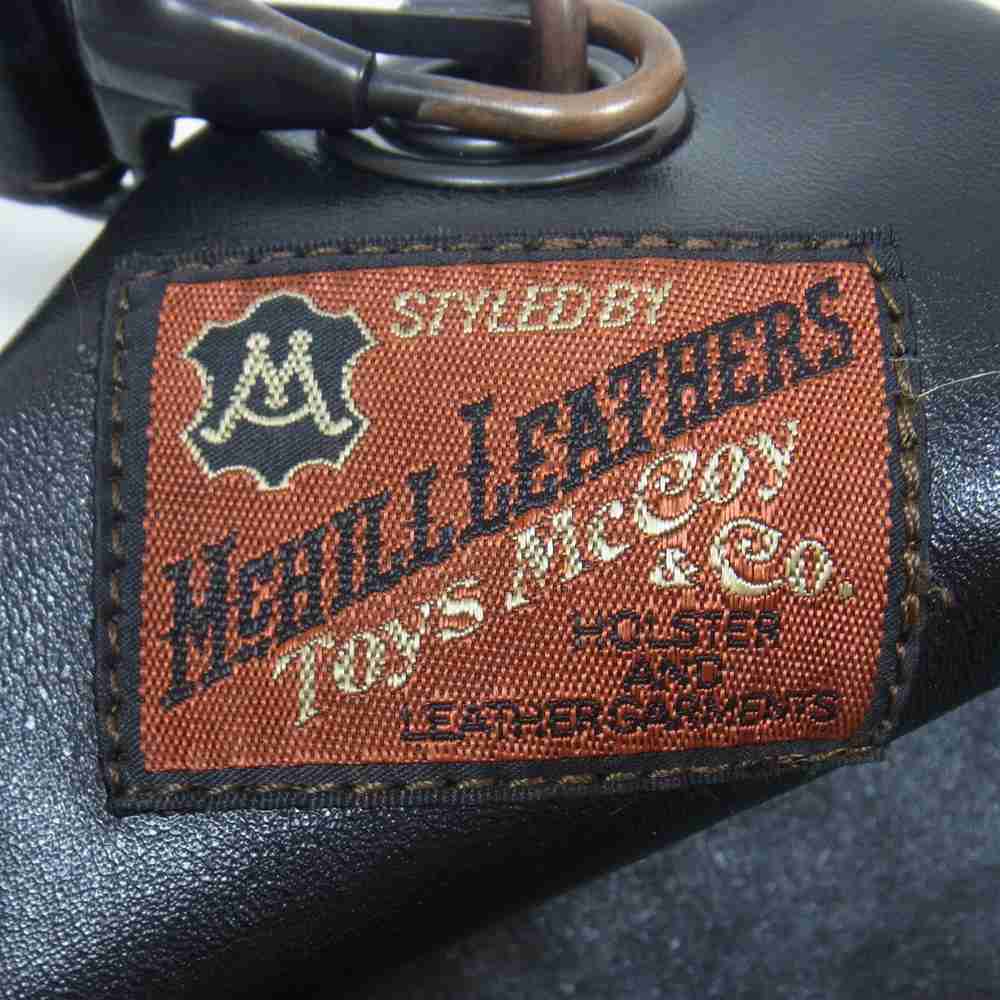 M
STYLED BY
MCHILL LEATHERS
TOYS MCCOY
& CO.
HOLSTER
AND
LEATHER GARMENTS